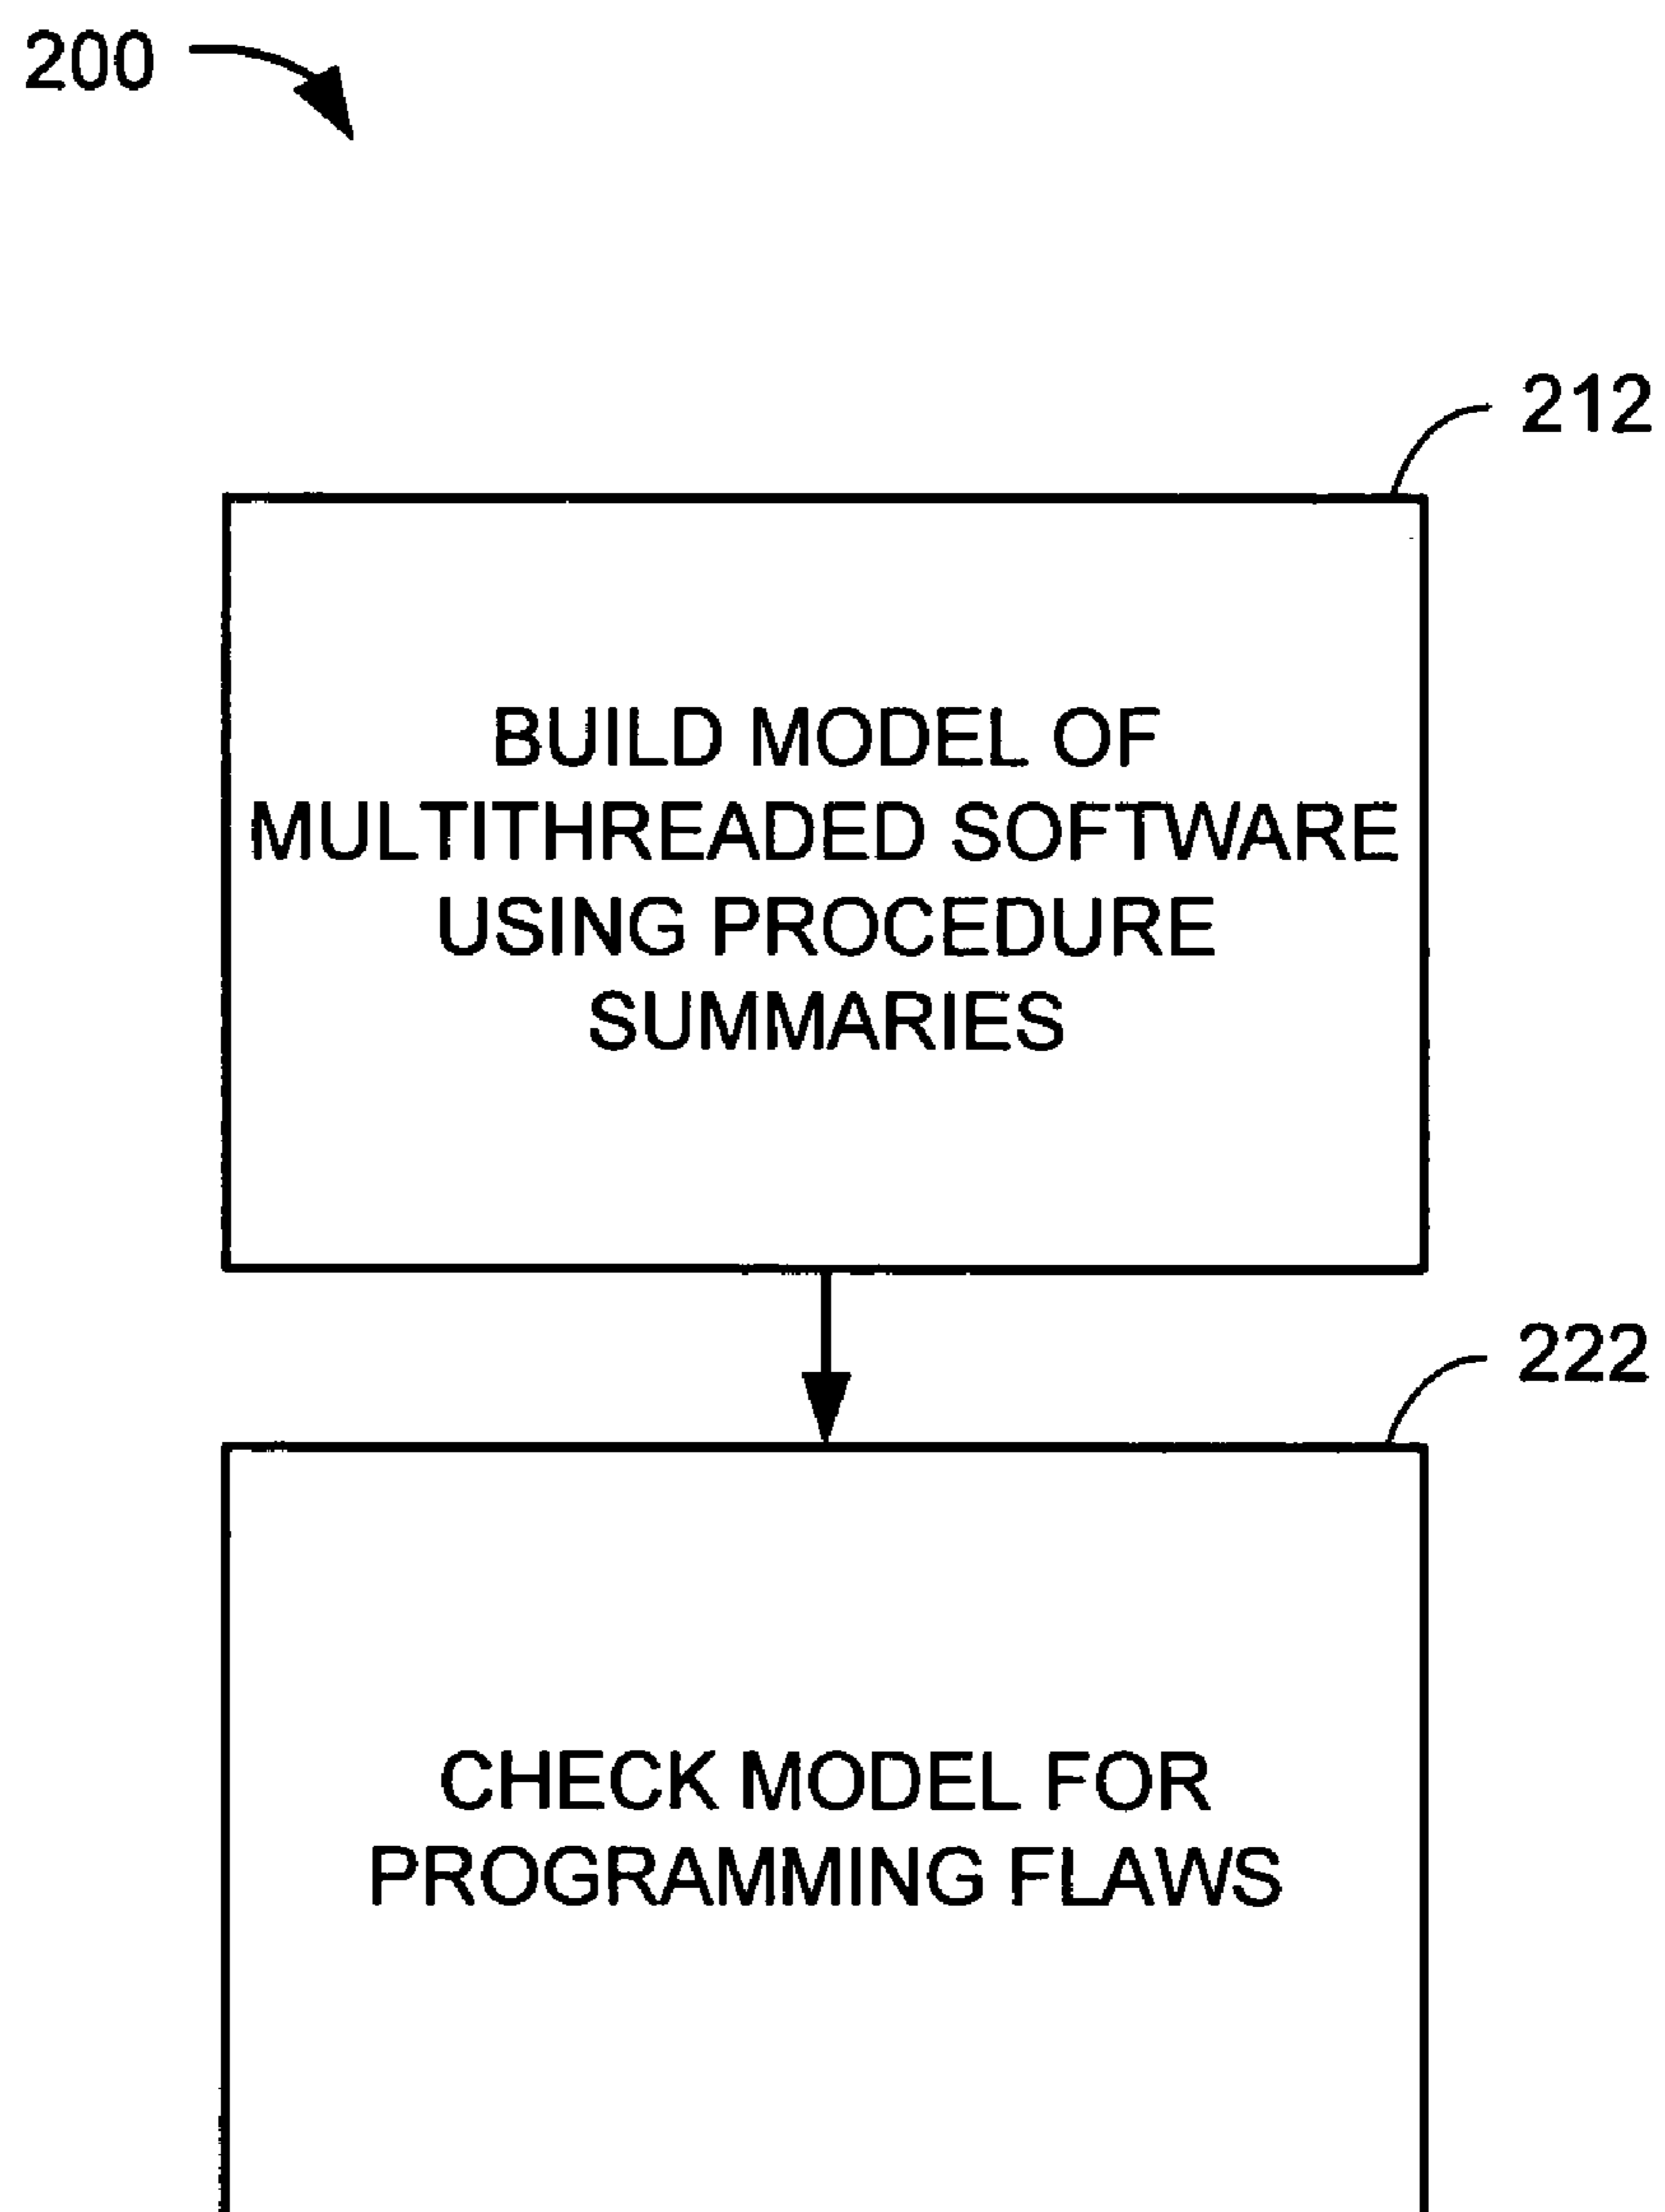 200
212
BUILD MODEL OF
MULTITHREADED SOFTWARE
USING PROCEDURE
SUMMARIES
222
CHECK MODEL FOR
PROGRAMMING FLAWS